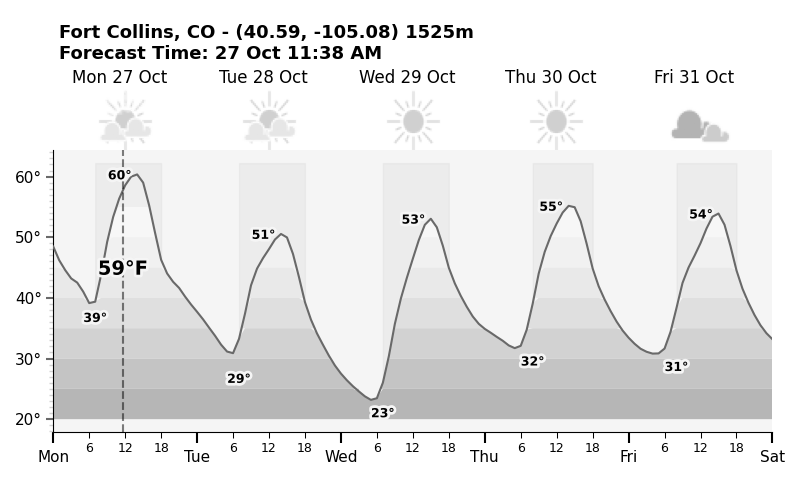 Fort Collins, CO - (40.59, -105.08) 1525m
Forecast Time: 27 Oct 11:38 AM
Mon 27 Oct Tue 28 Oct Wed 29 Oct Thu 30 Oct Fri 31 Oct
60° 60°
55° 54°
53°
50° 51°
59°F
40° 39°
30° 32° 31°
29°
20° 23°
6 12 18 6 12 18 6 12 18 6 12 18 6 12 18
Mon Tue Wed Thu Fri Sat